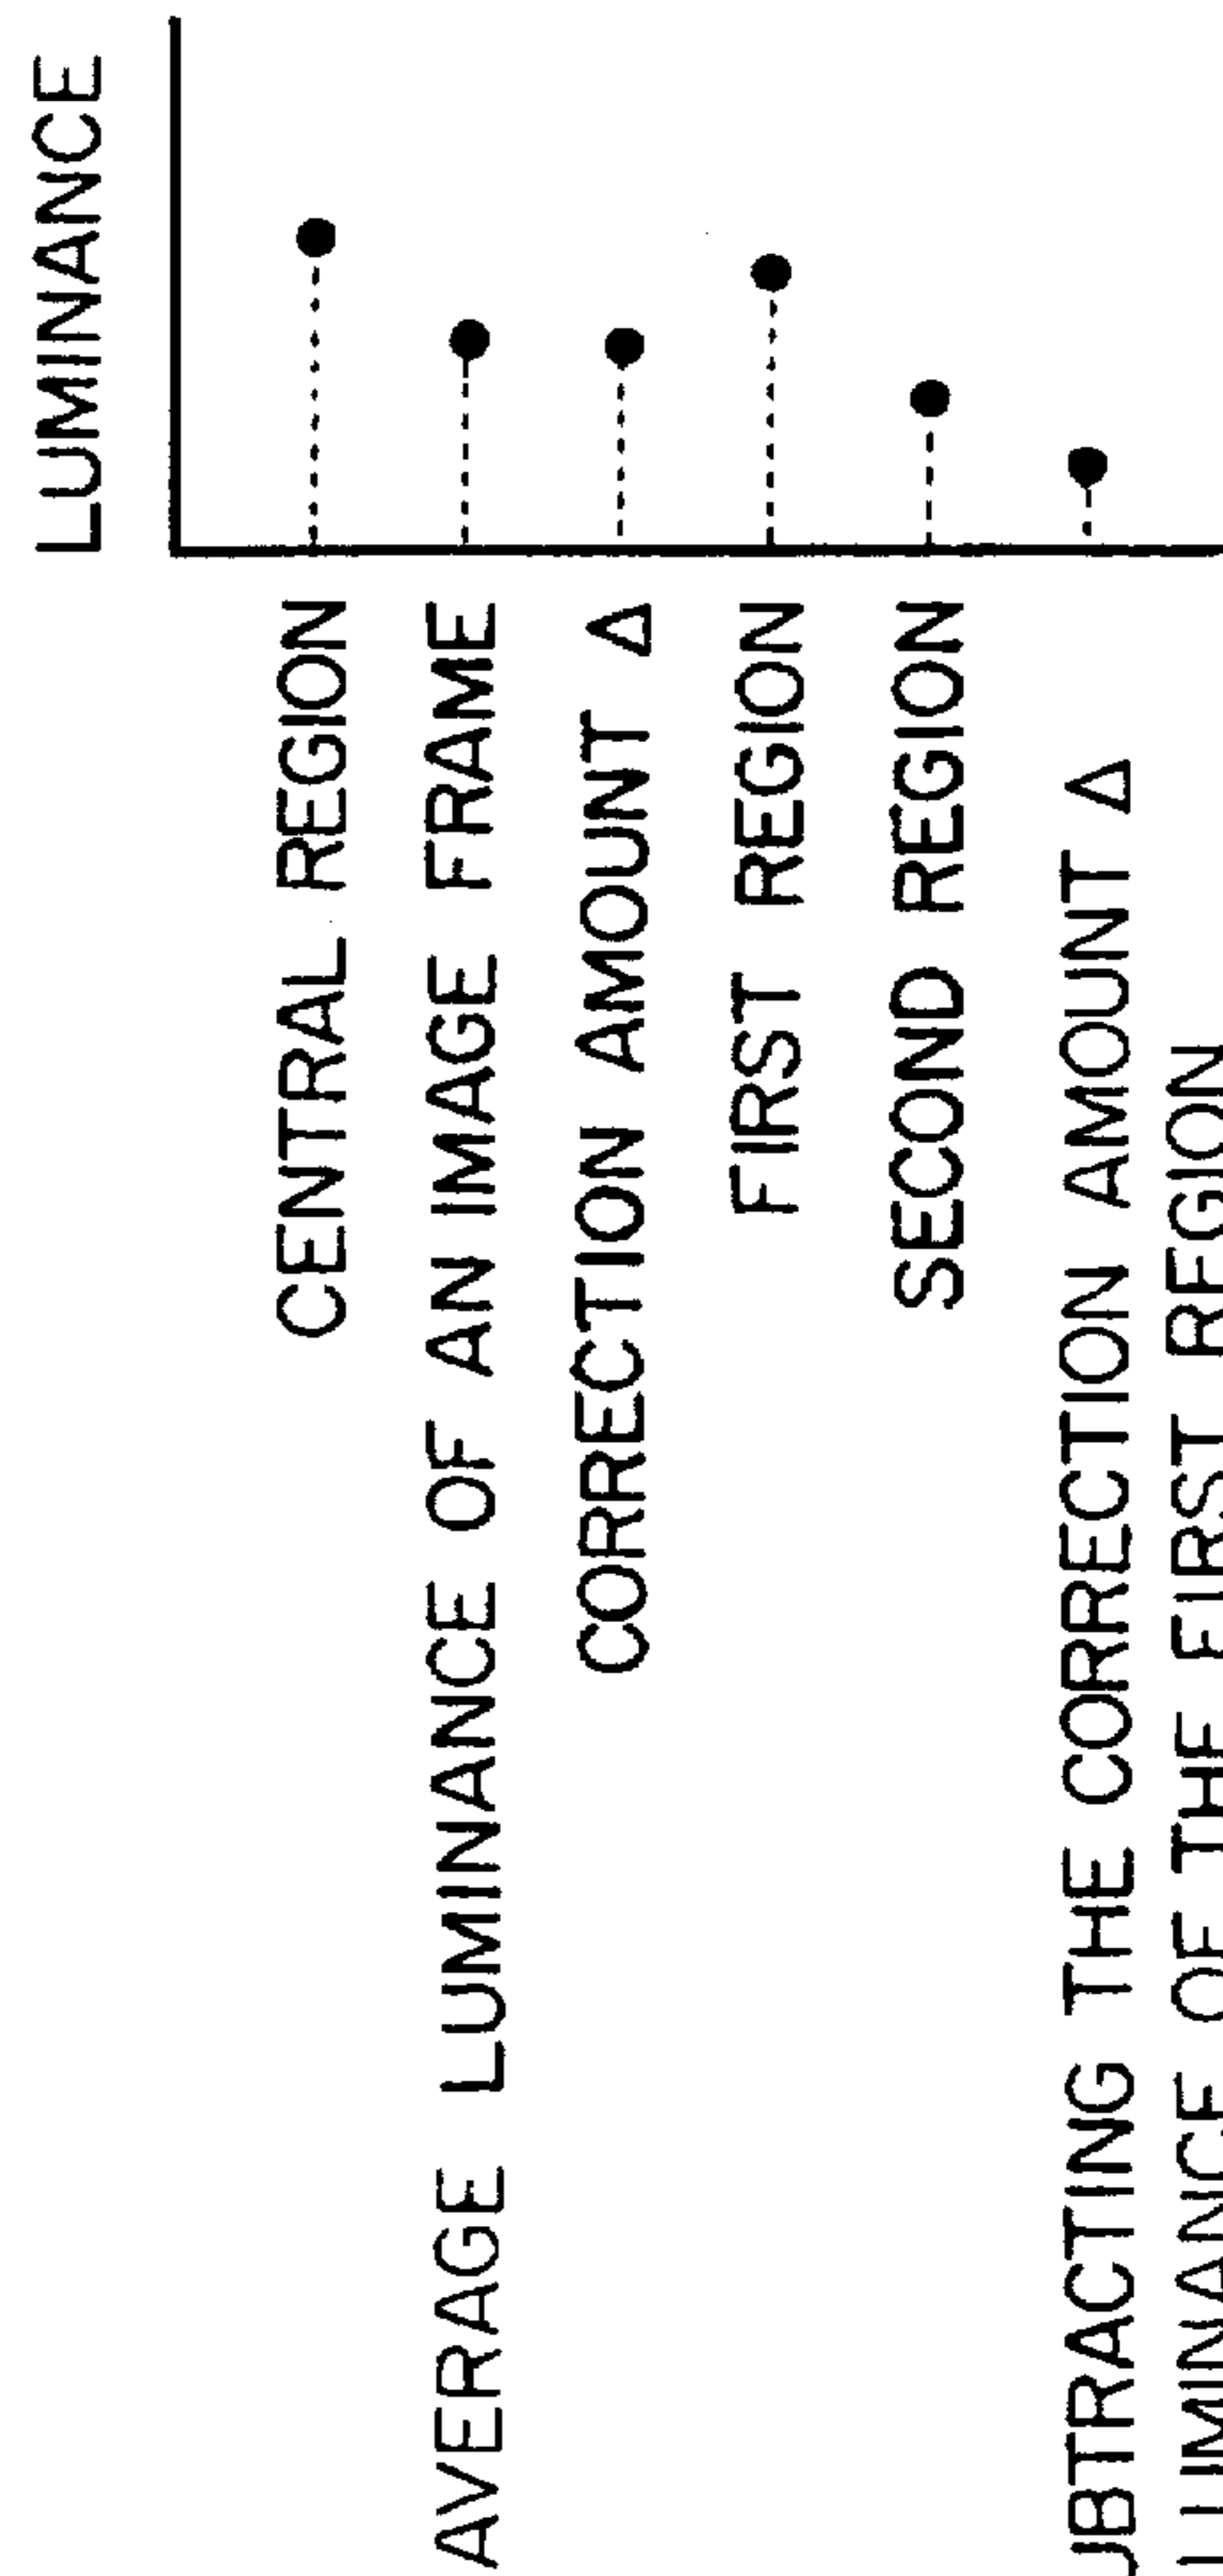 LUMINANCE
CENTRAL REGION
AVERAGE LUMINANCE OF AN IMAGE FRAME
CORRECTION AMOUNT Δ
FIRST REGION
SECOND REGION
THE CORRECTION AMOUNT Δ
OF THE FIRST REGION